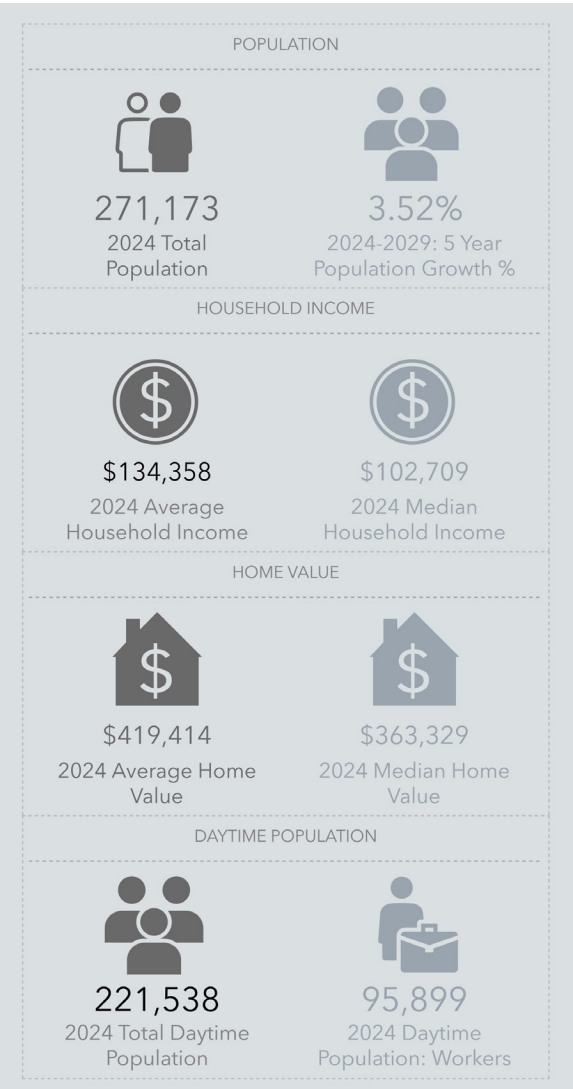 POPULATION
271,173
2024 Total
Population
3.52%
2024-2029: 5 Year
Population Growth %
HOUSEHOLD INCOME
$
$134,358
2024 Average
Household Income
$
$102,709
2024 Median
Household Income
HOME VALUE
$
$419,414
2024 Average Home
Value
$
$363,329
2024 Median Home
Value
DAYTIME POPULATION
221,538
2024 Total Daytime
Population
95,899
2024 Daytime
Population: Workers